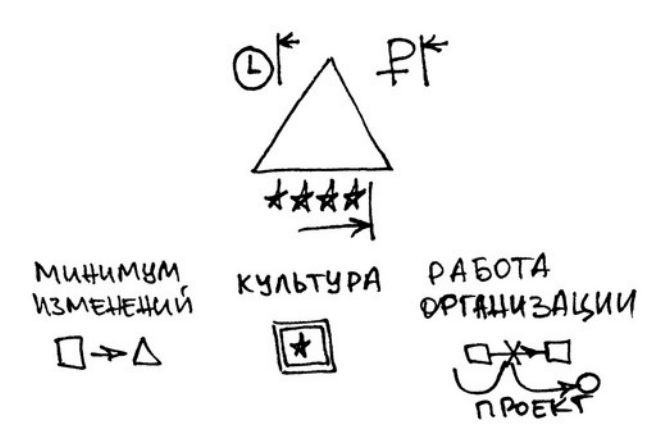 ₽
МИНИМУМ
ИЗМЕНЕНИЙ
КУЛЬТУРА
РАБОТА
ОРГАНИЗАЦИИ
ПРОЕКТ